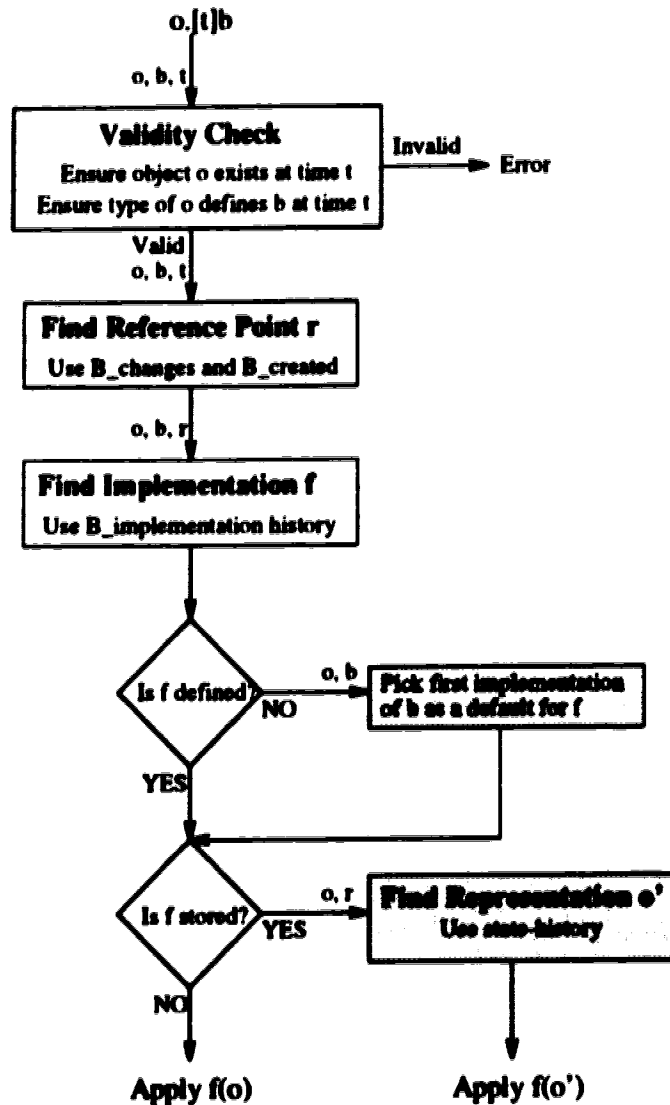 o.[t]b
o, b, t
Validity Check
Ensure object o exists at time t
Ensure type of o defines b at time t
Invalid
Error
Valid
o, b, t
Find Reference Point r
Use B_changes and B_created
o, b, r
Find Implementation f
Use B_implementation history
Is f defined?
NO
o, b
Pick first implementation
of b as a default for f
YES
Is f stored?
YES
o, r
Find Representation o'
Use state-history
NO
Apply f(o)
Apply f(o')